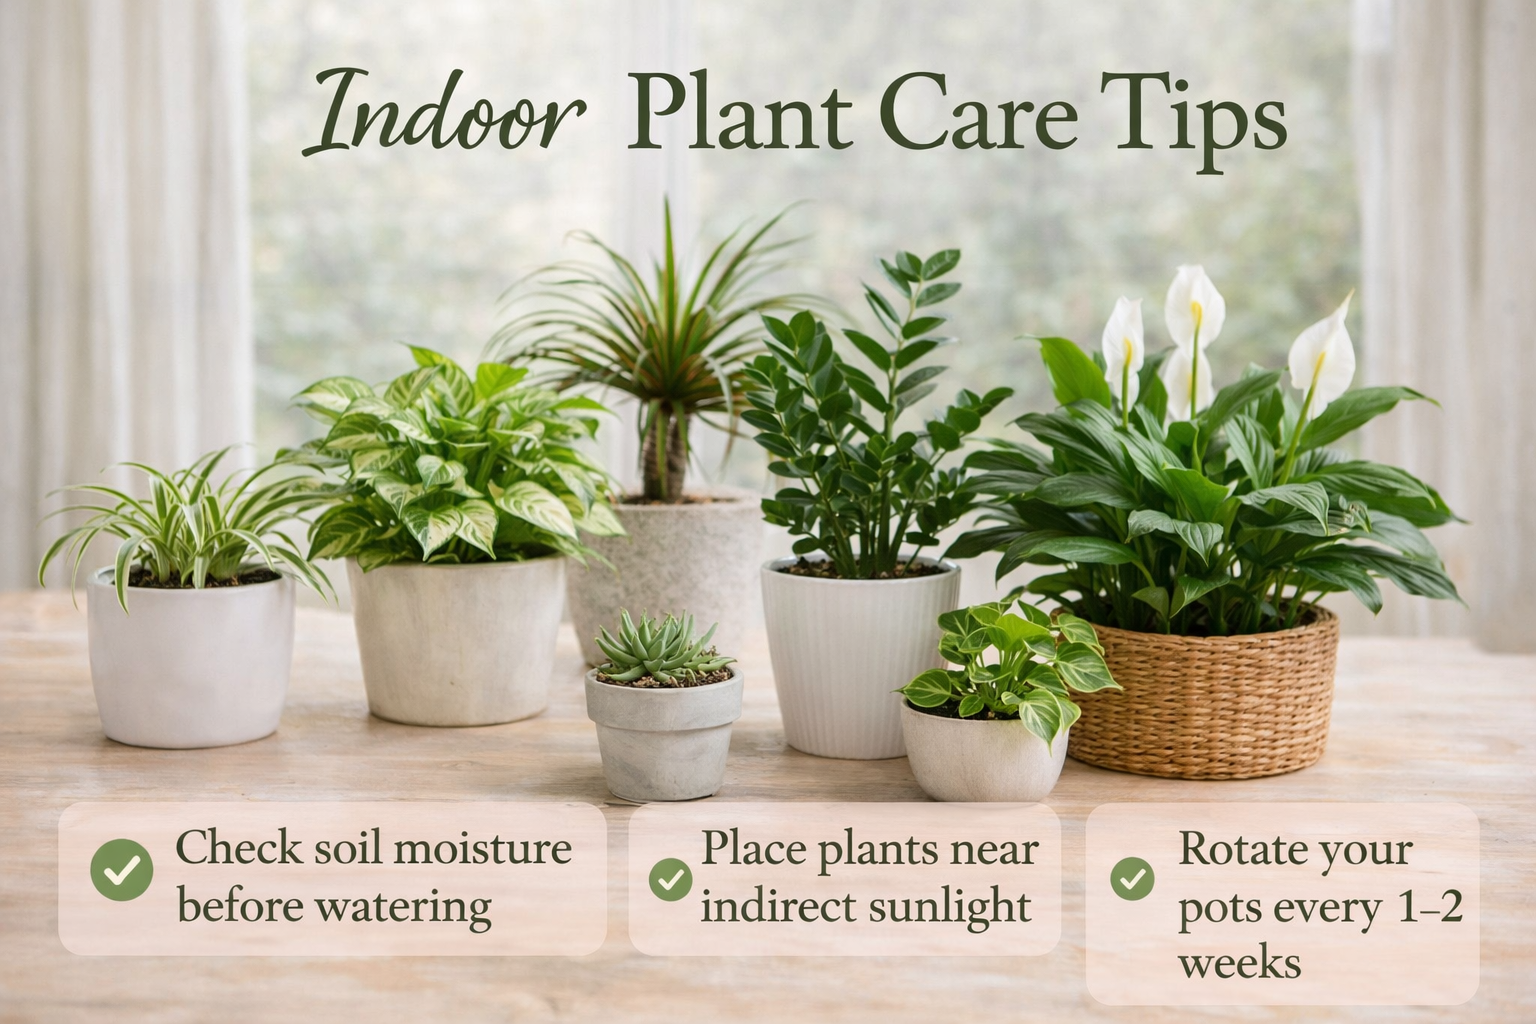 Indoor Plant Care Tips
Check soil moisture
before watering
Place plants near
indirect sunlight
Rotate your
pots every 1–2
weeks